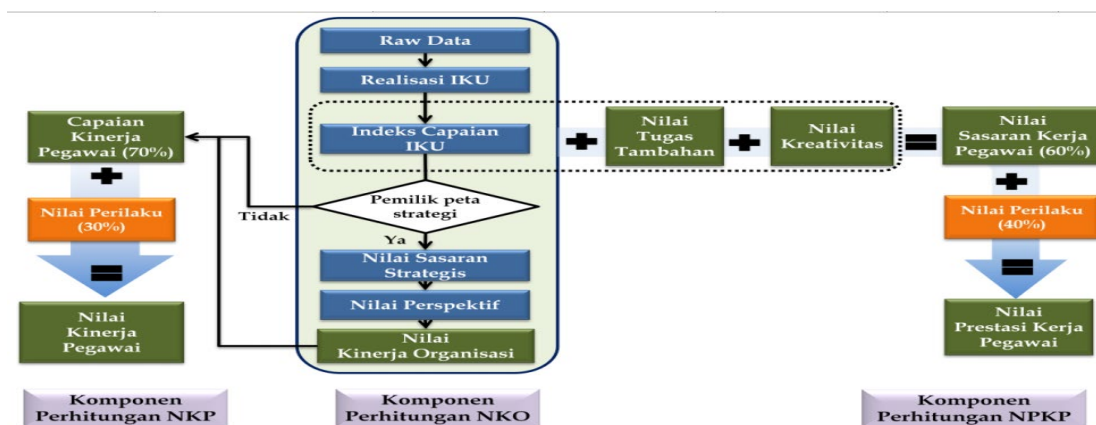 Raw Data
Realisasi IKU
Indeks Capaian
IKU
Pemilik peta
strategi
Tidak
Ya
Nilai Sasaran
Strategis
Nilai Perspektif
Nilai
Kinerja Organisasi
Capaian
Kinerja
Pegawai (70%)
Nilai Perilaku
(30%)
Nilai
Kinerja
Pegawai
Nilai
Tugas
Tambahan
Nilai
Kreativitas
Nilai
Sasaran Kerja
Pegawai (60%)
Nilai Perilaku
(40%)
Nilai
Prestasi Kerja
Pegawai
Komponen
Perhitungan NKP
Komponen
Perhitungan NKO
Komponen
Perhitungan NPKP